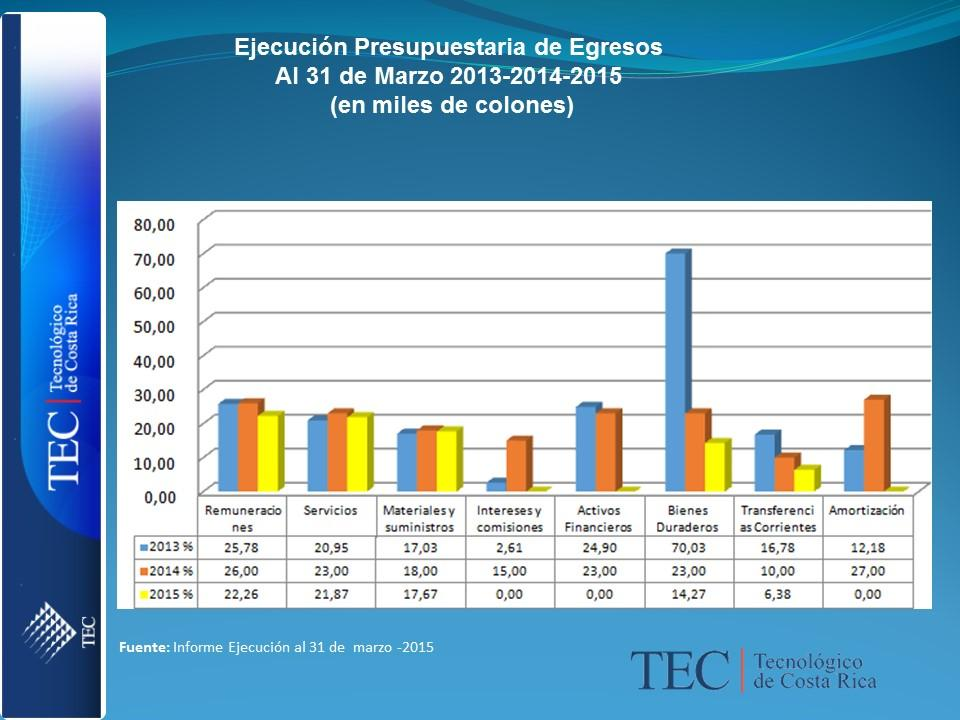 Ejecución Presupuestaria de Egresos
Al 31 de Marzo 2013-2014-2015
(en miles de colones)
80,00
70,00
60,00
50,00
40,00
30,00
20,00
10,00
0,00
Remuneracio
nes
Servicios
Materiales y
suministros
Intereses y
comisiones
Activos
Financieros
Bienes
Duraderos
Transferenci
as Corrientes
Amortización
2013 % 25,78 20,95 17,03 2,61 24,90 70,03 16,78 12,18
2014 % 26,00 23,00 18,00 15,00 23,00 23,00 10,00 27,00
2015 % 22,26 21,87 17,67 0,00 0,00 14,27 6,38 0,00
Fuente: Informe Ejecución al 31 de marzo -2015
TEC Tecnológico
de Costa Rica
TEC Tecnológico
de Costa Rica
TEC